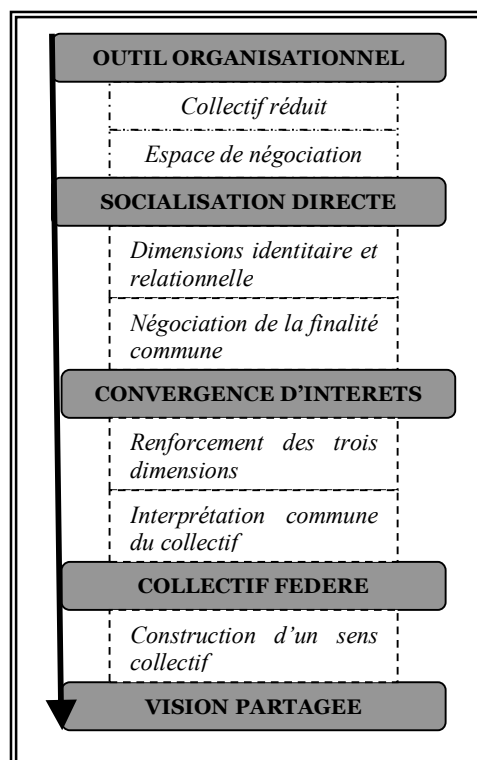 OUTIL ORGANISATIONNEL
Collectif réduit
Espace de négociation
SOCIALISATION DIRECTE
Dimensions identitaire et
relationnelle
Négociation de la finalité
commune
CONVERGENCE D'INTERETS
Renforcement des trois
dimensions
Interprétation commune
du collectif
COLLECTIF FEDERE
Construction d'un sens
collectif
VISION PARTAGEE